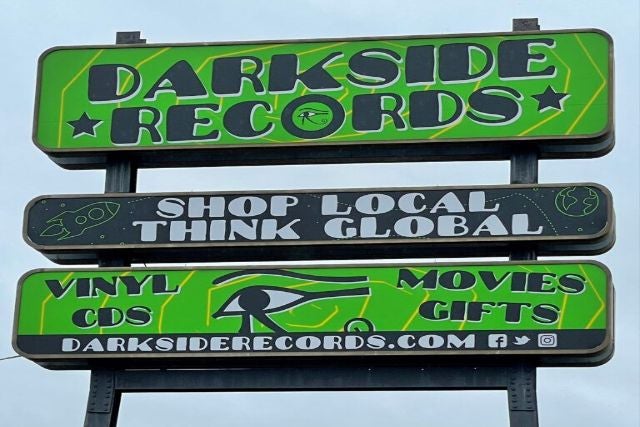 DARKSIDE
RECORDS
SHOP LOCAL
THINK GLOBAL
VINYL
CDS
MOVIES
GIFTS
DARKSIDERECORDS.COM